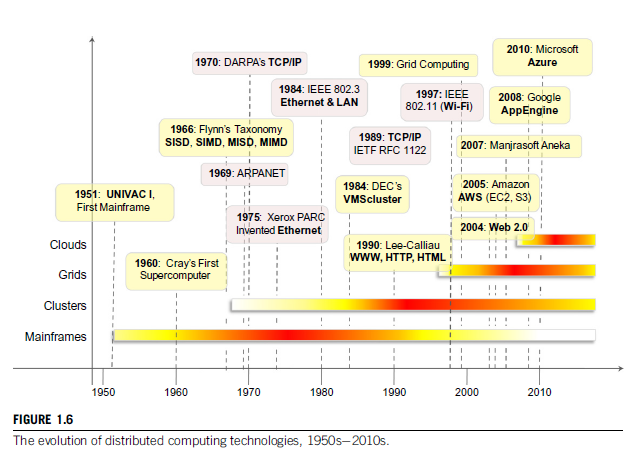 2010: Microsoft
Azure
1970: DARPA's TCP/IP
1999: Grid Computing
1984: IEEE 802.3
Ethernet & LAN
1997: IEEE
802.11 (Wi-Fi)
2008: Google
AppEngine
1966: Flynn's Taxonomy
SISD, SIMD, MISD, MIMD
1989: TCP/IP
IETF RFC 1122
2007: Manjrasoft Aneka
1969: ARPANET
1951: UNIVAC I,
First Mainframe
1984: DEC's
VMScluster
2005: Amazon
AWS (EC2, S3)
1975: Xerox PARC
Invented Ethernet
2004: Web 2.0
Clouds
1990: Lee-Calliau
WWW, HTTP, HTML
1960: Cray's First
Supercomputer
Grids
Clusters
Mainframes
1950 1960 1970 1980 1990 2000 2010
FIGURE 1.6
The evolution of distributed computing technologies, 1950s–2010s.